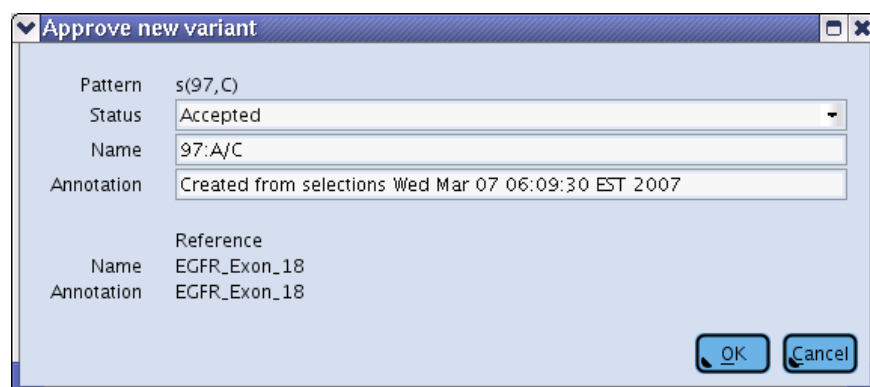 Approve new variant
Pattern s(97,C)
Status Accepted
Name 97:A/C
Annotation Created from selections Wed Mar 07 06:09:30 EST 2007
Reference
Name EGFR_Exon_18
Annotation EGFR_Exon_18
OK Cancel